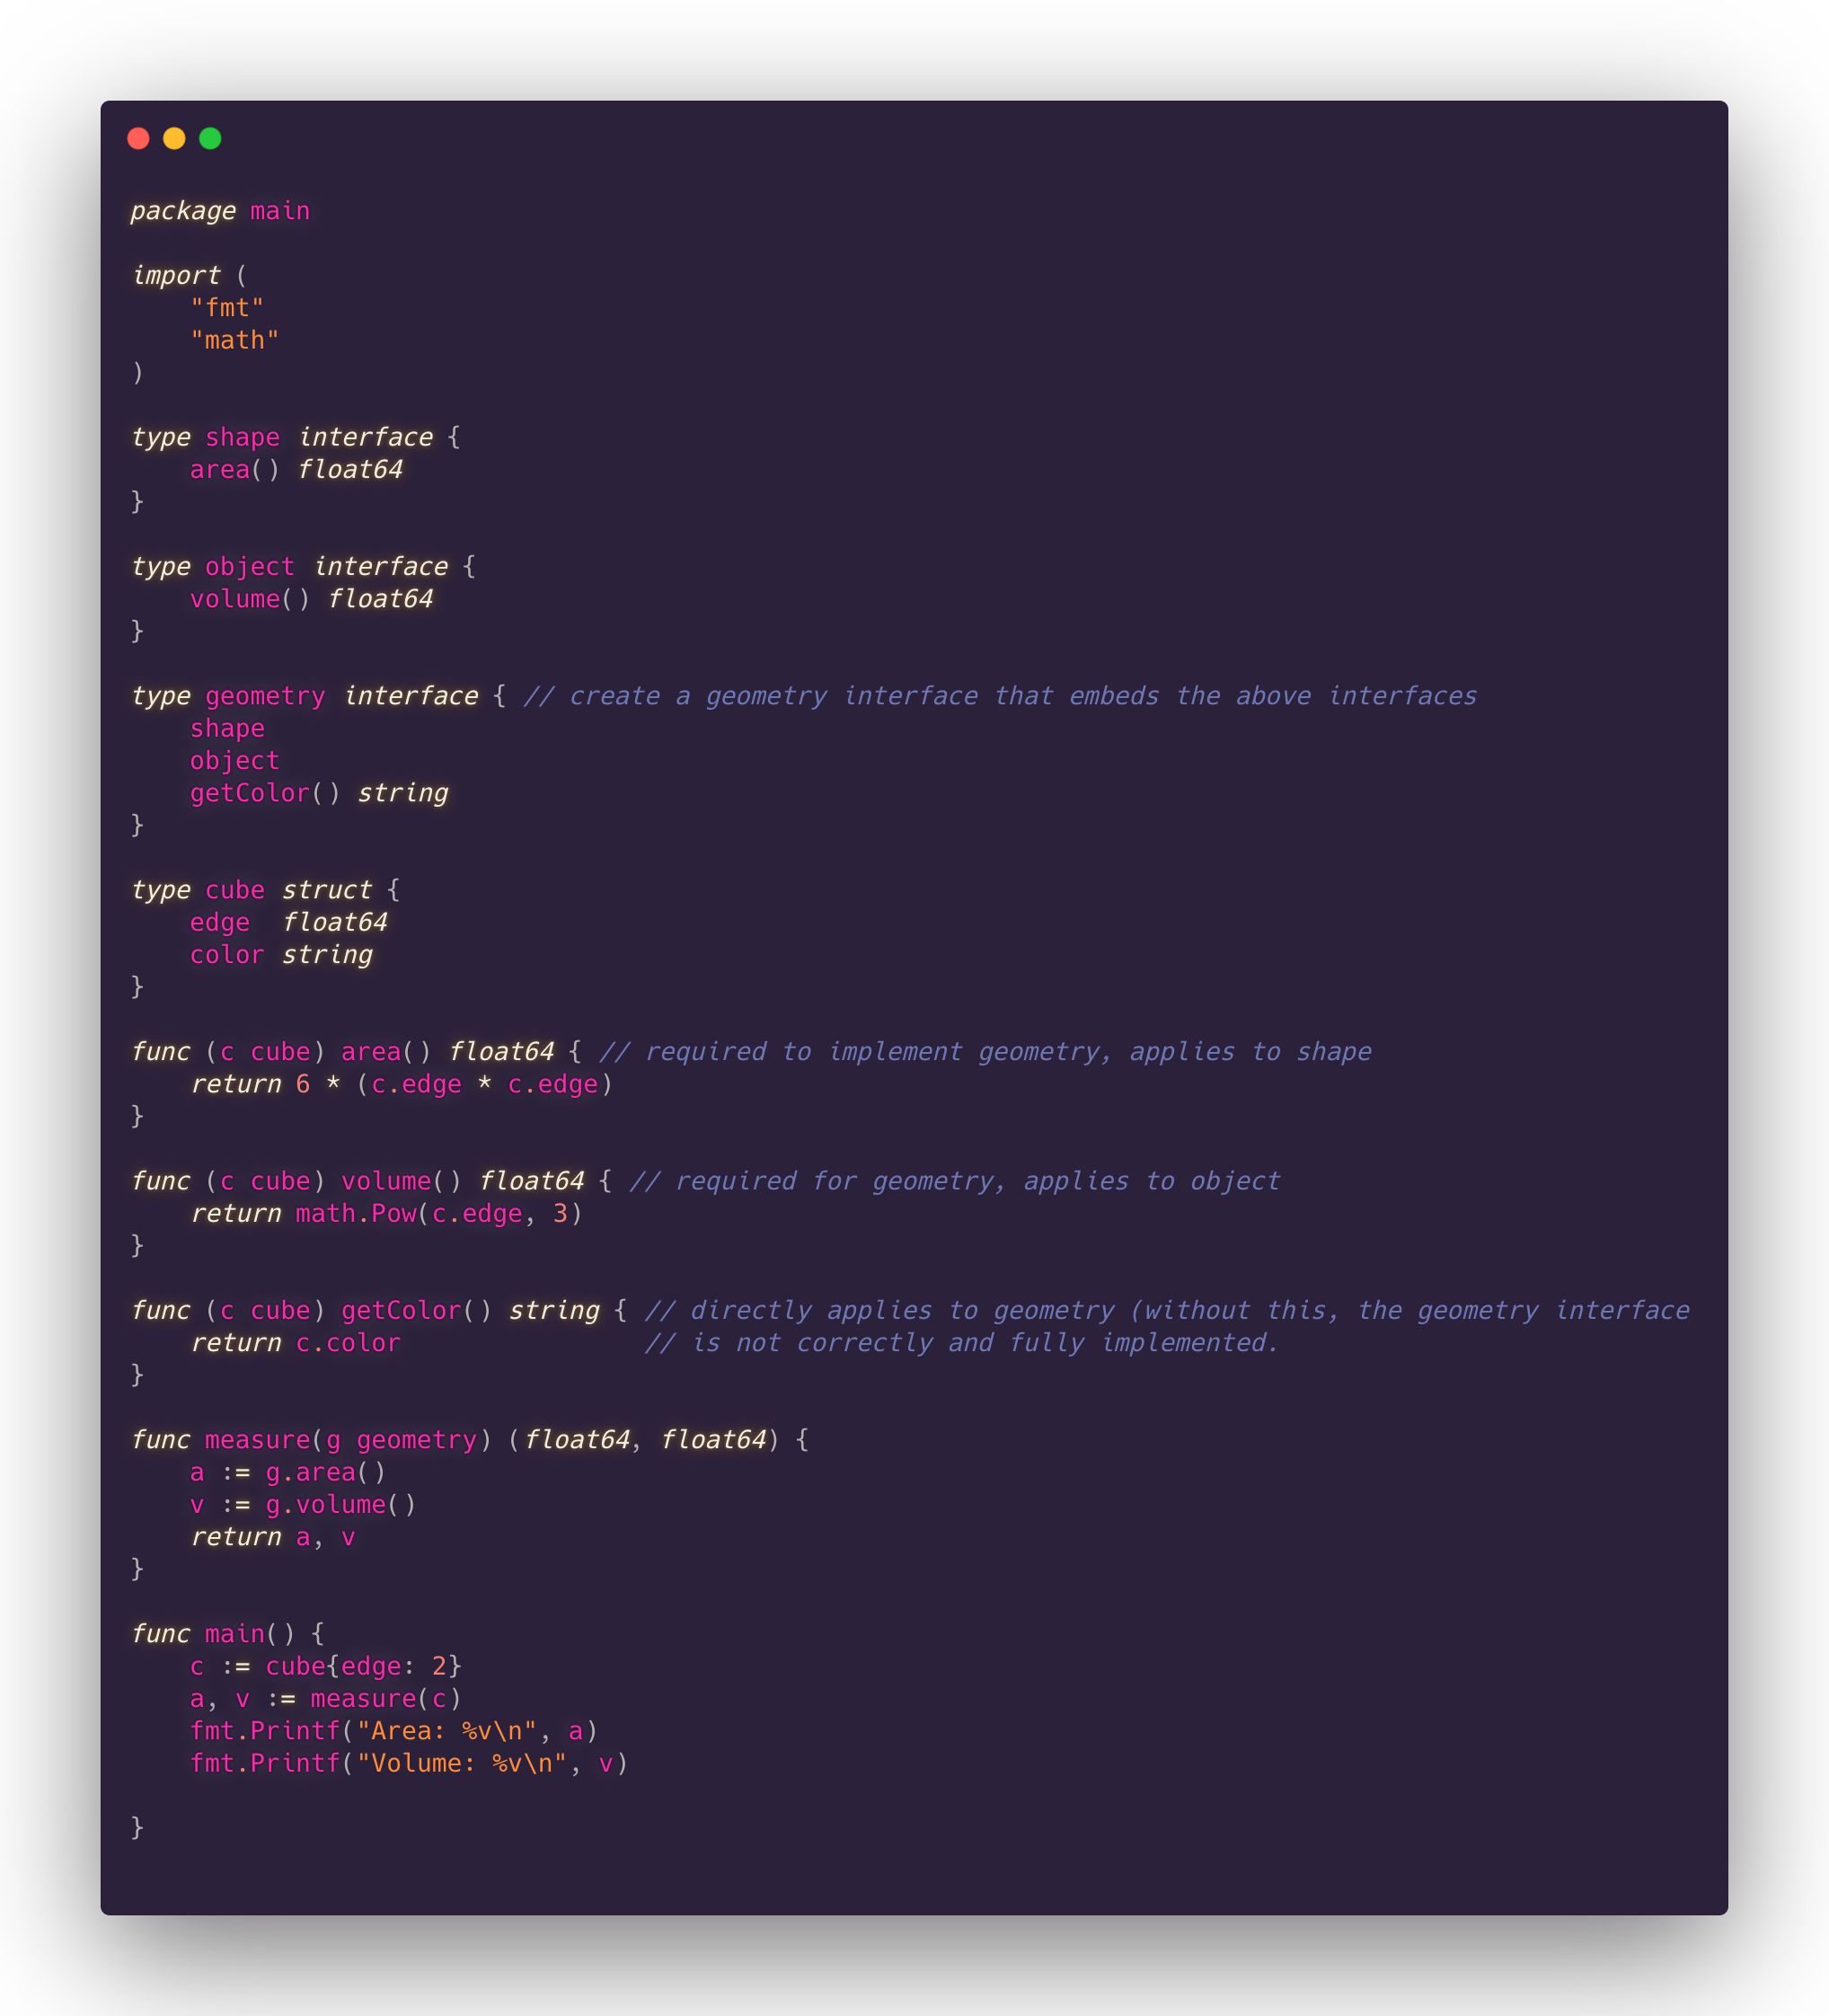 package main
import (
    "fmt"
    "math"
)
type shape interface {
    area() float64
}
type object interface {
    volume() float64
}
type geometry interface { // create a geometry interface that embeds the above interfaces
    shape
    object
    getColor() string
}
type cube struct {
    edge  float64
    color string
}
func (c cube) area() float64 { // required to implement geometry, applies to shape
    return 6 * (c.edge * c.edge)
}
func (c cube) volume() float64 { // required for geometry, applies to object
    return math.Pow(c.edge, 3)
}
func (c cube) getColor() string { // directly applies to geometry (without this, the geometry interface
    return c.color                // is not correctly and fully implemented.
}
func measure(g geometry) (float64, float64) {
    a := g.area()
    v := g.volume()
    return a, v
}
func main() {
    c := cube{edge: 2}
    a, v := measure(c)
    fmt.Printf("Area: %v\n", a)
    fmt.Printf("Volume: %v\n", v)
}